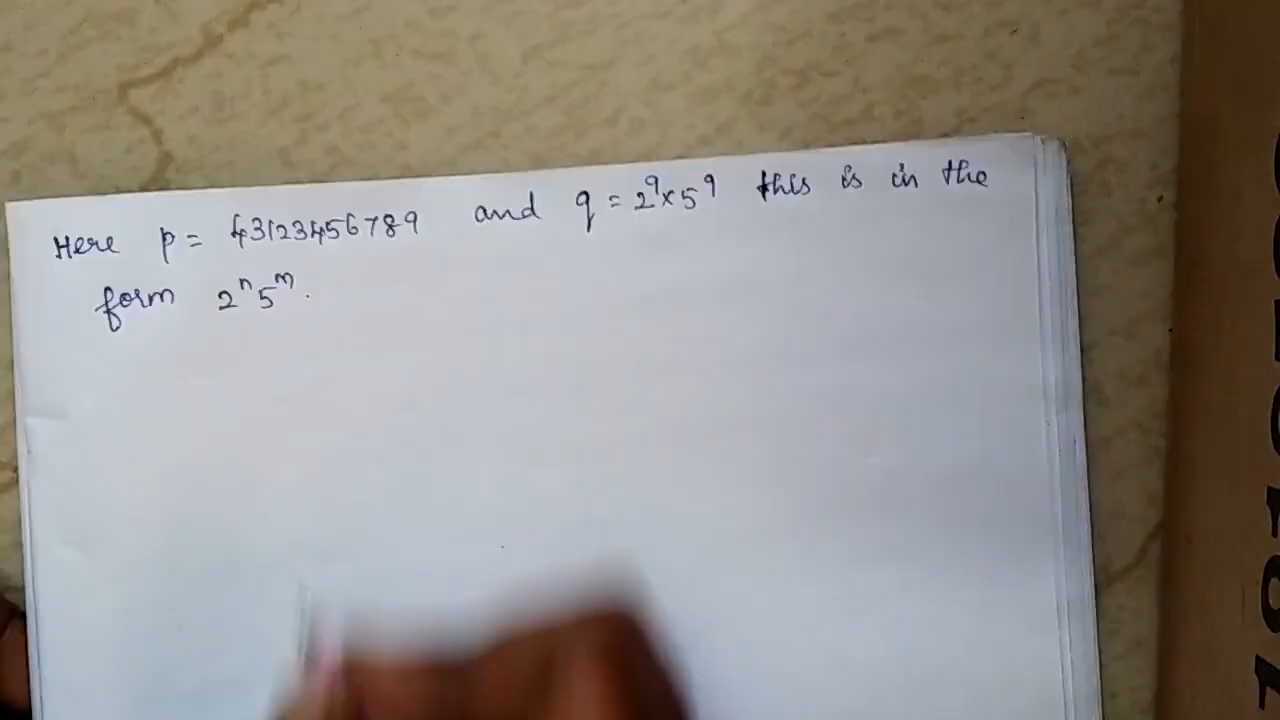 Here p = 43123456789 and q = 2⁹ × 5⁹ this is in the
form 2ⁿ5ᵐ.